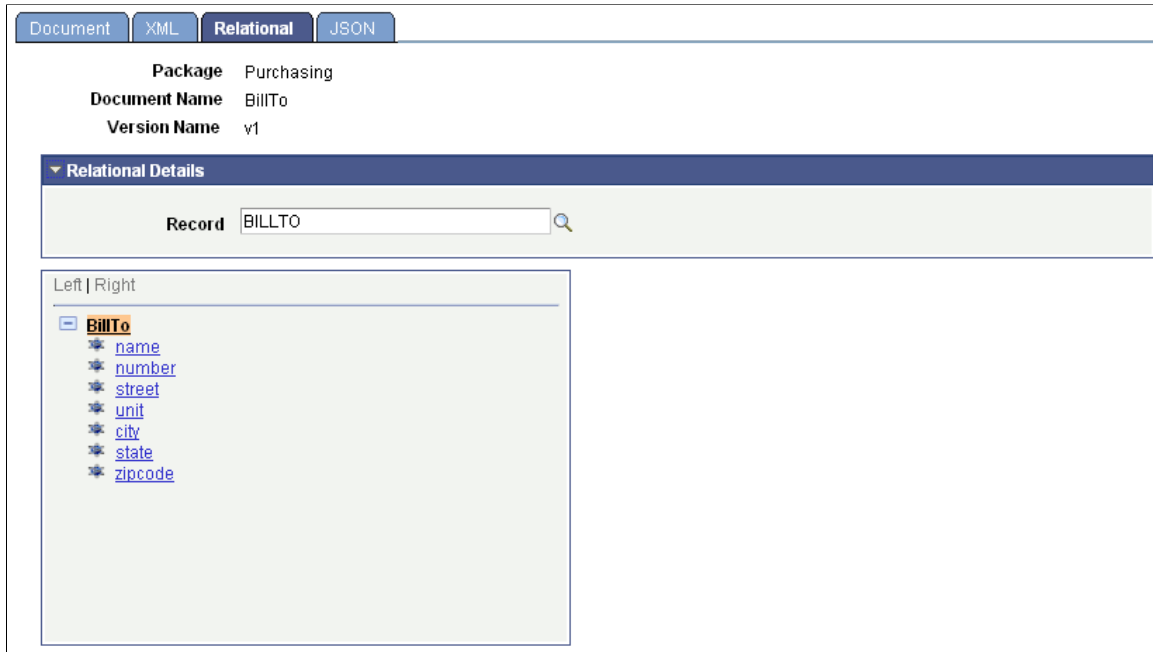 Document XML Relational JSON
Package Purchasing
Document Name BillTo
Version Name v1
Relational Details
Record BILLTO
Left | Right
BillTo
name
number
street
unit
city
state
zipcode